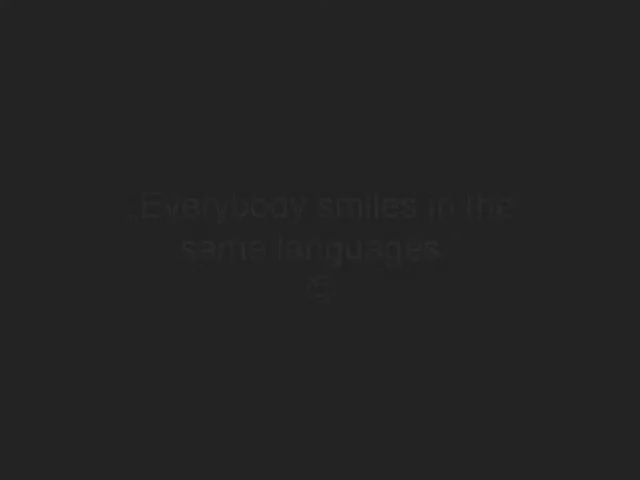 „Everybody smiles in the
same languages."
☺